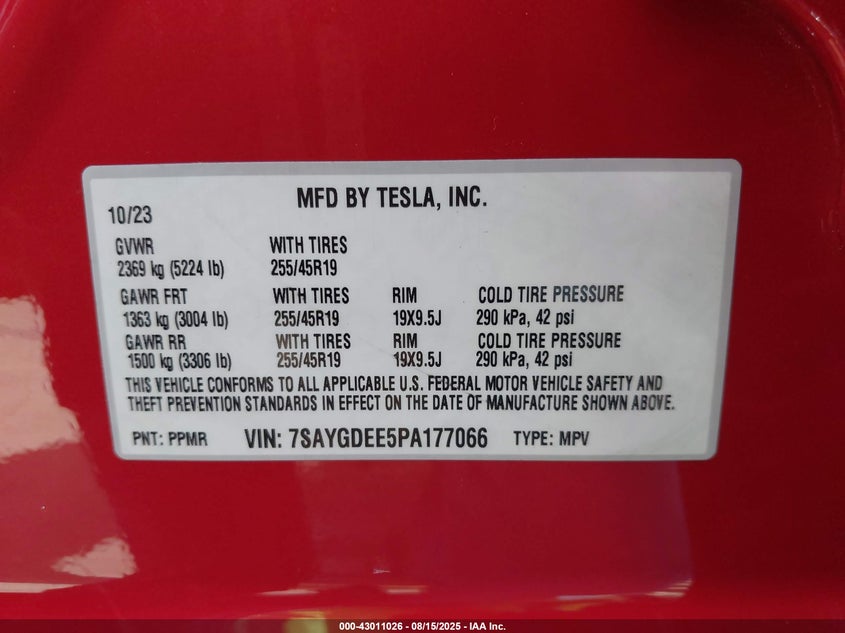 MFD BY TESLA, INC.
10/23
GVWR WITH TIRES
2369 kg (5224 lb) 255/45R19
GAWR FRT WITH TIRES RIM COLD TIRE PRESSURE
1363 kg (3004 lb) 255/45R19 19X9.5J 290 kPa, 42 psi
GAWR RR WITH TIRES RIM COLD TIRE PRESSURE
1500 kg (3306 lb) 255/45R19 19X9.5J 290 kPa, 42 psi
THIS VEHICLE CONFORMS TO ALL APPLICABLE U.S. FEDERAL MOTOR VEHICLE SAFETY AND
THEFT PREVENTION STANDARDS IN EFFECT ON THE DATE OF MANUFACTURE SHOWN ABOVE.
PNT: PPMR VIN: 7SAYGDEE5PA177066 TYPE: MPV
000-43011026 - 08/15/2025 - IAA Inc.